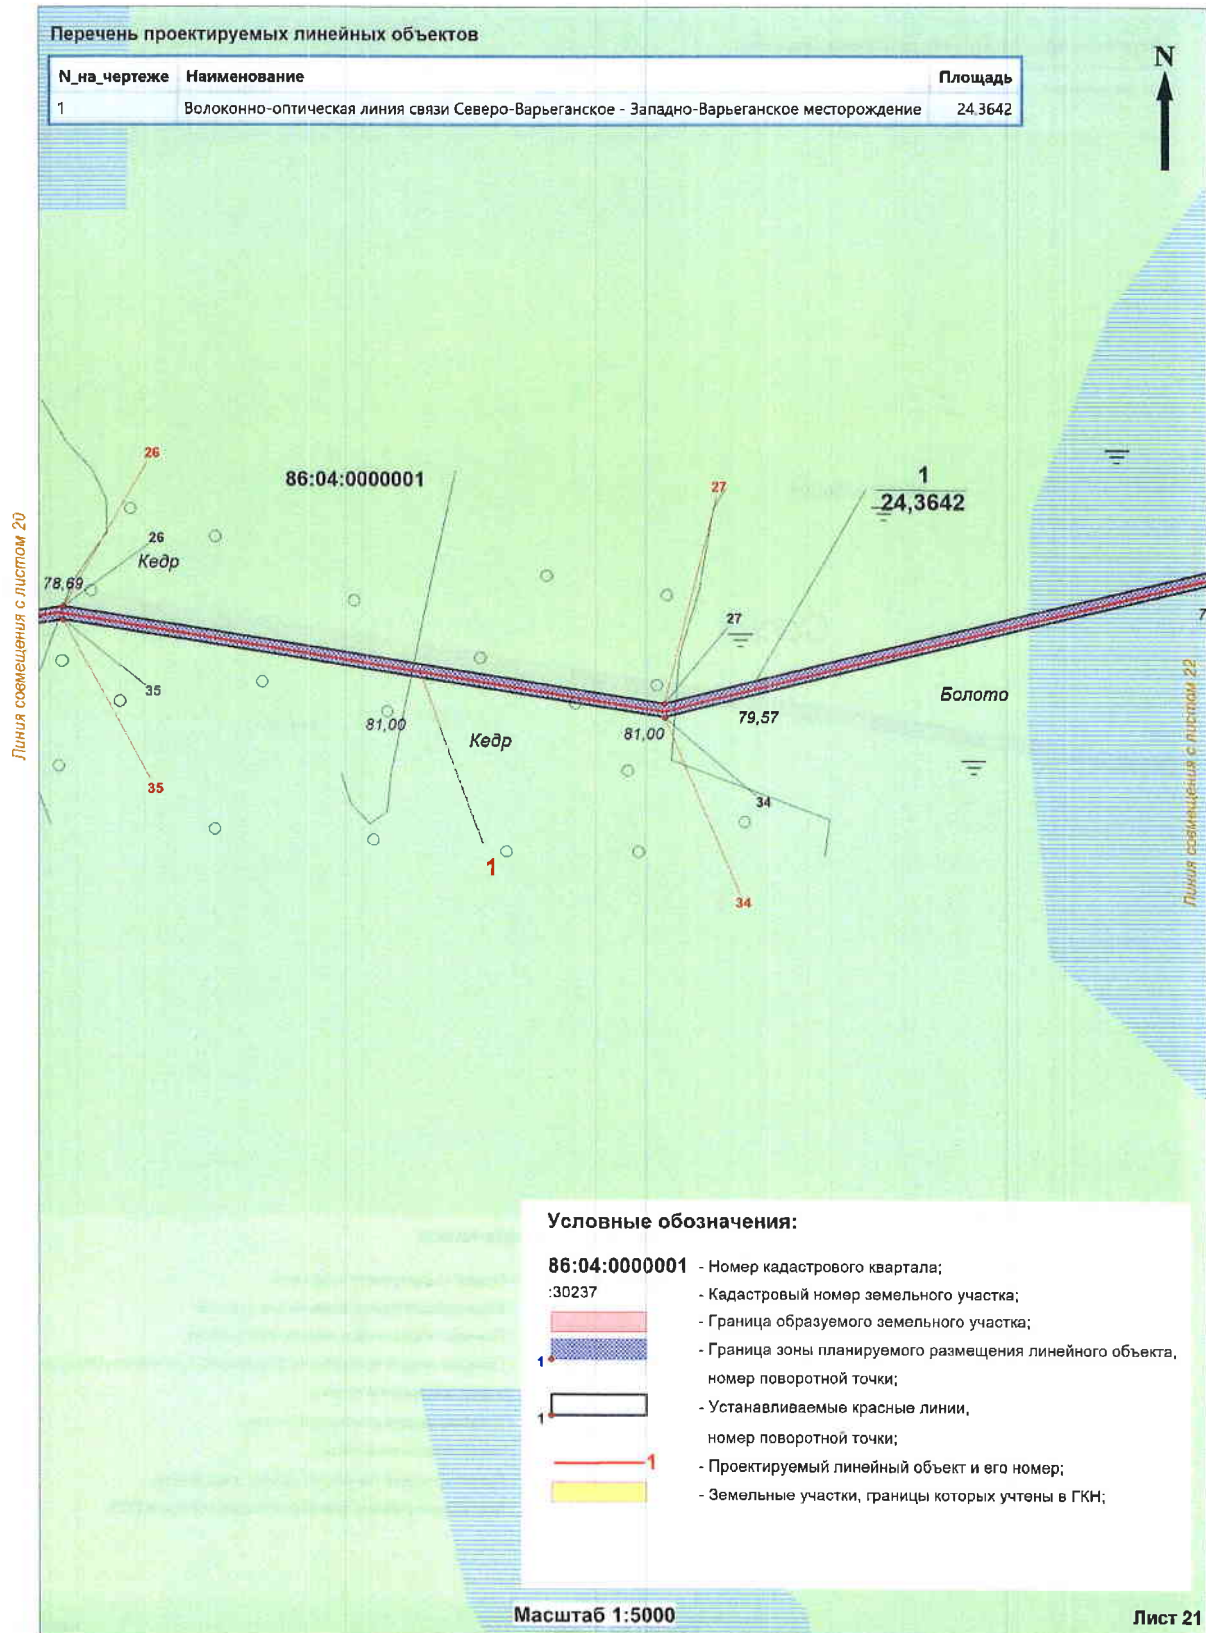 Перечень проектируемых линейных объектов
N_на_чертеже Наименование Площадь
1 Волоконно-оптическая линия связи Северо-Варьеганское - Западно-Варьеганское месторождение 24.3642
N
26
86:04:0000001
27
1
24,3642
Линия совмещения с листом 20
26
Кедр
78,69
27
35
Болото
81,00
Кедр
81,00
79,57
7
Линия совмещения с листом 22
35
34
1
34
Условные обозначения:
86:04:0000001 - Номер кадастрового квартала;
:30237 - Кадастровый номер земельного участка;
- Граница образуемого земельного участка;
1 - Граница зоны планируемого размещения линейного объекта,
номер поворотной точки;
1 - Устанавливаемые красные линии,
номер поворотной точки;
1 - Проектируемый линейный объект и его номер;
- Земельные участки, границы которых учтены в ГКН;
Масштаб 1:5000
Лист 21